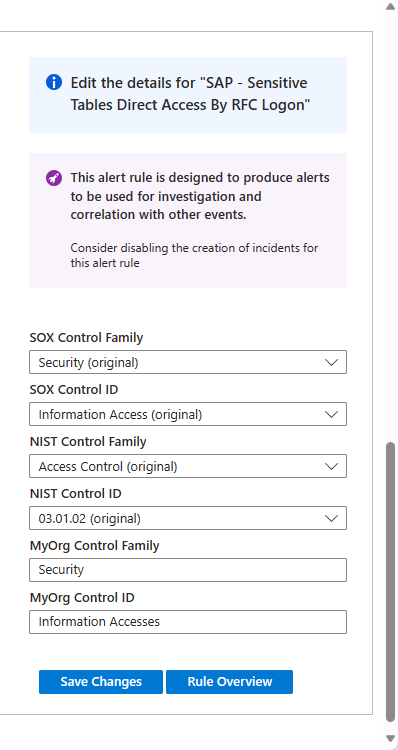 Edit the details for "SAP - Sensitive
Tables Direct Access By RFC Logon"
This alert rule is designed to produce alerts
to be used for investigation and
correlation with other events.
Consider disabling the creation of incidents for
this alert rule
SOX Control Family
Security (original)
SOX Control ID
Information Access (original)
NIST Control Family
Access Control (original)
NIST Control ID
03.01.02 (original)
MyOrg Control Family
Security
MyOrg Control ID
Information Accesses
Save Changes
Rule Overview